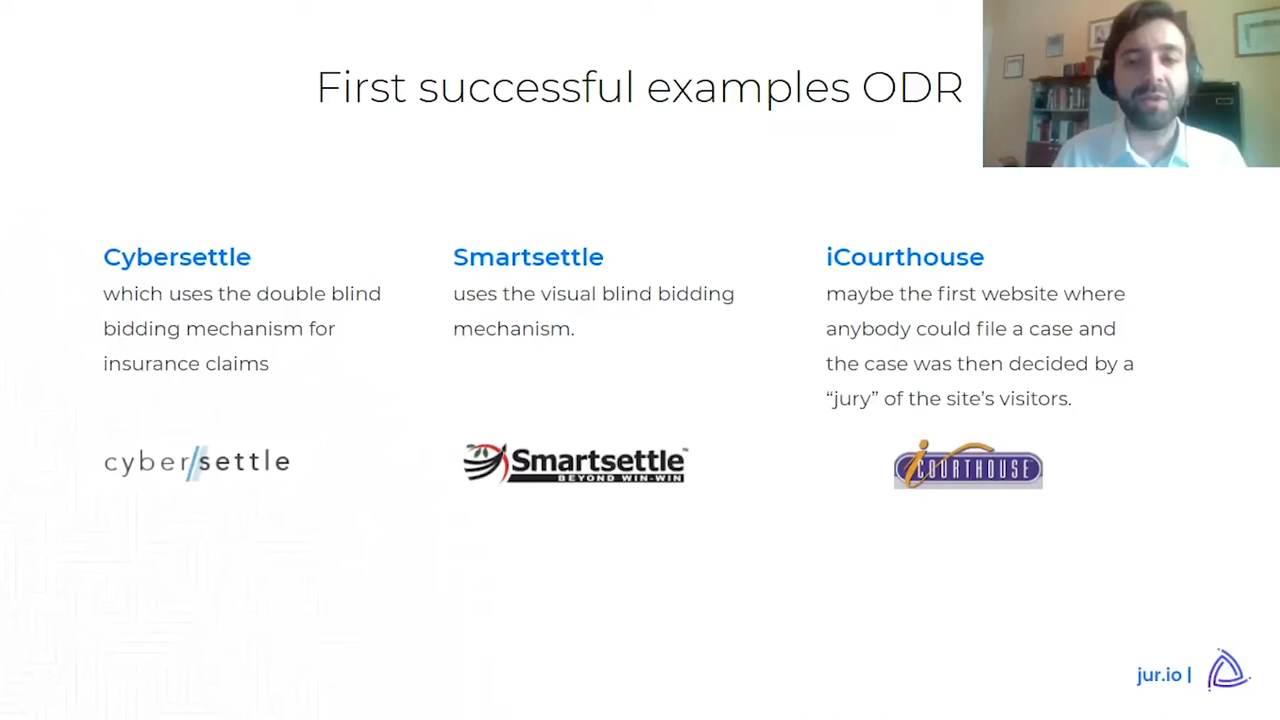 First successful examples ODR
Cybersettle
which uses the double blind
bidding mechanism for
insurance claims
Smartsettle
uses the visual blind bidding
mechanism.
iCourthouse
maybe the first website where
anybody could file a case and
the case was then decided by a
“jury” of the site’s visitors.
cyber//settle
Smartsettle™
BEYOND WIN-WIN
iCOURTHOUSE
jur.io |